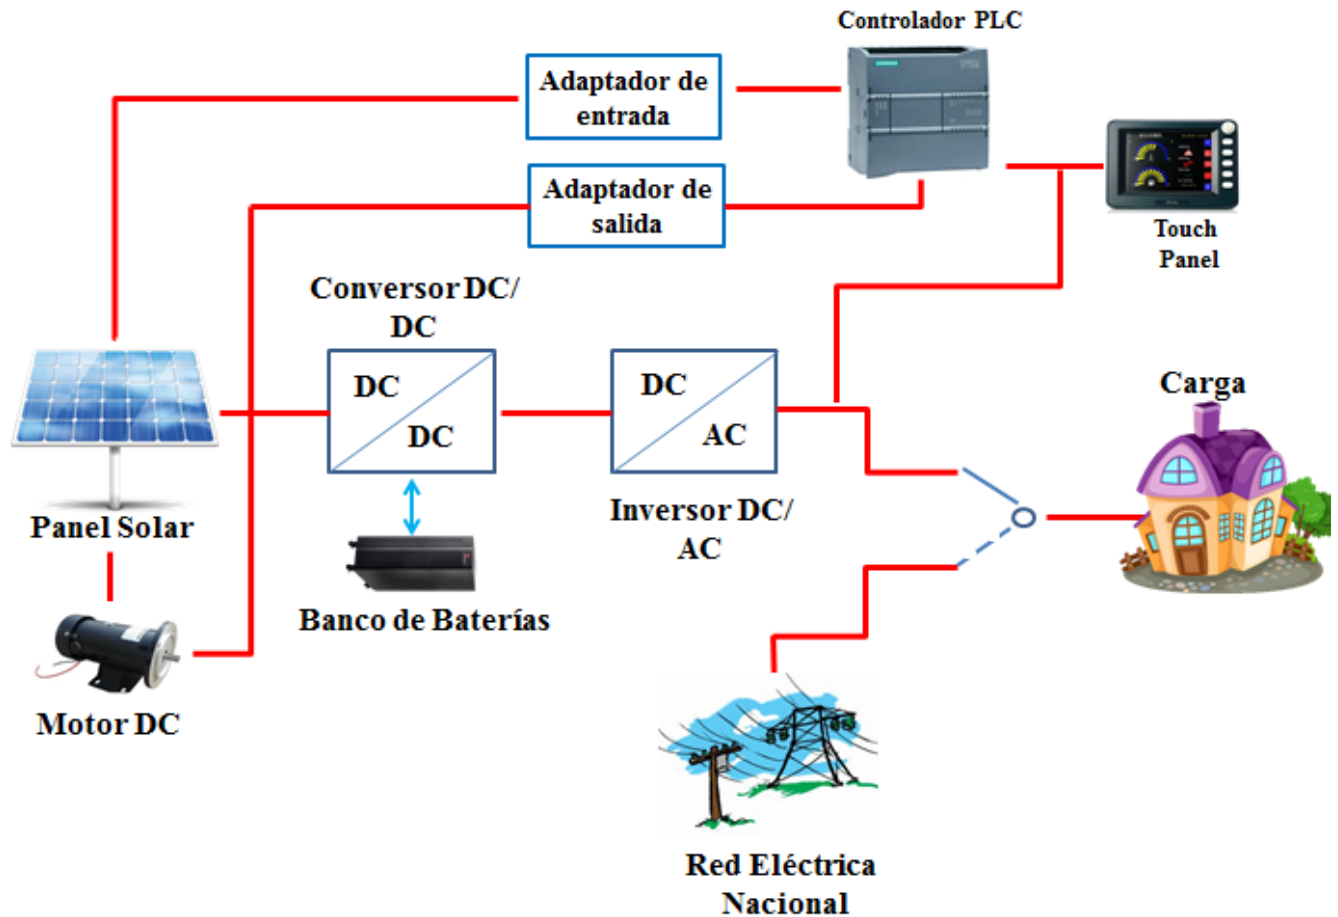 Controlador PLC
SIEMENS
Adaptador de
entrada
Adaptador de
salida
Touch
Panel
Conversor DC/
DC
DC
DC
DC
AC
Carga
Panel Solar
Inversor DC/
AC
Banco de Baterías
Motor DC
Red Eléctrica
Nacional